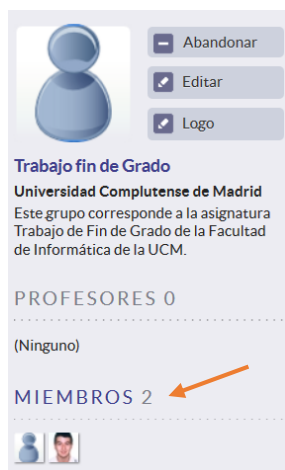 Abandonar
Editar
Logo
Trabajo fin de Grado
Universidad Complutense de Madrid
Este grupo corresponde a la asignatura
Trabajo de Fin de Grado de la Facultad
de Informática de la UCM.
PROFESORES 0
(Ninguno)
MIEMBROS 2